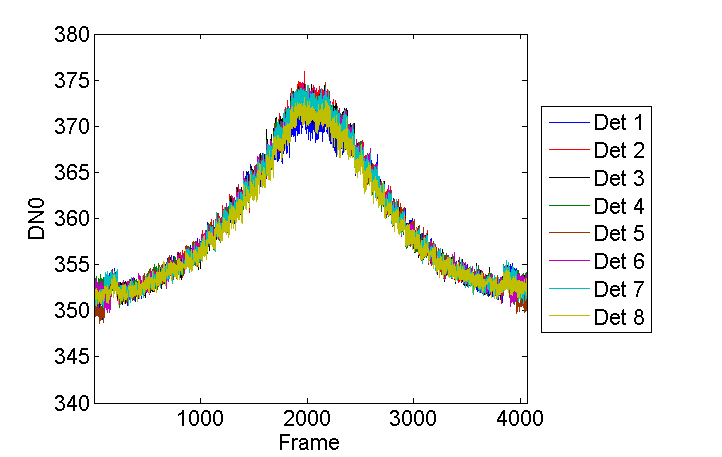 380
375
370
365
360
355
350
345
340
DN0
1000
2000
3000
4000
Frame
Det 1
Det 2
Det 3
Det 4
Det 5
Det 6
Det 7
Det 8